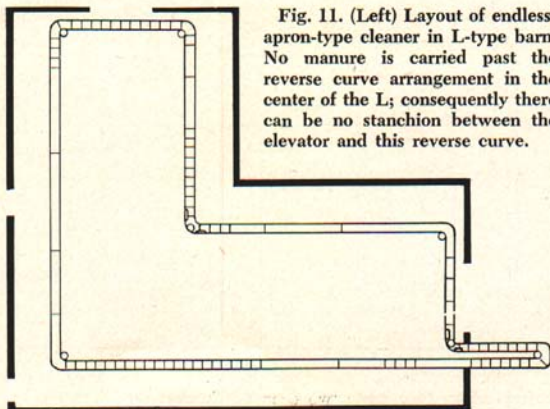 Fig. 11. (Left) Layout of endless
apron-type cleaner in L-type barn
No manure is carried past the
reverse curve arrangement in the
center of the L; consequently there
can be no stanchion between the
elevator and this reverse curve.